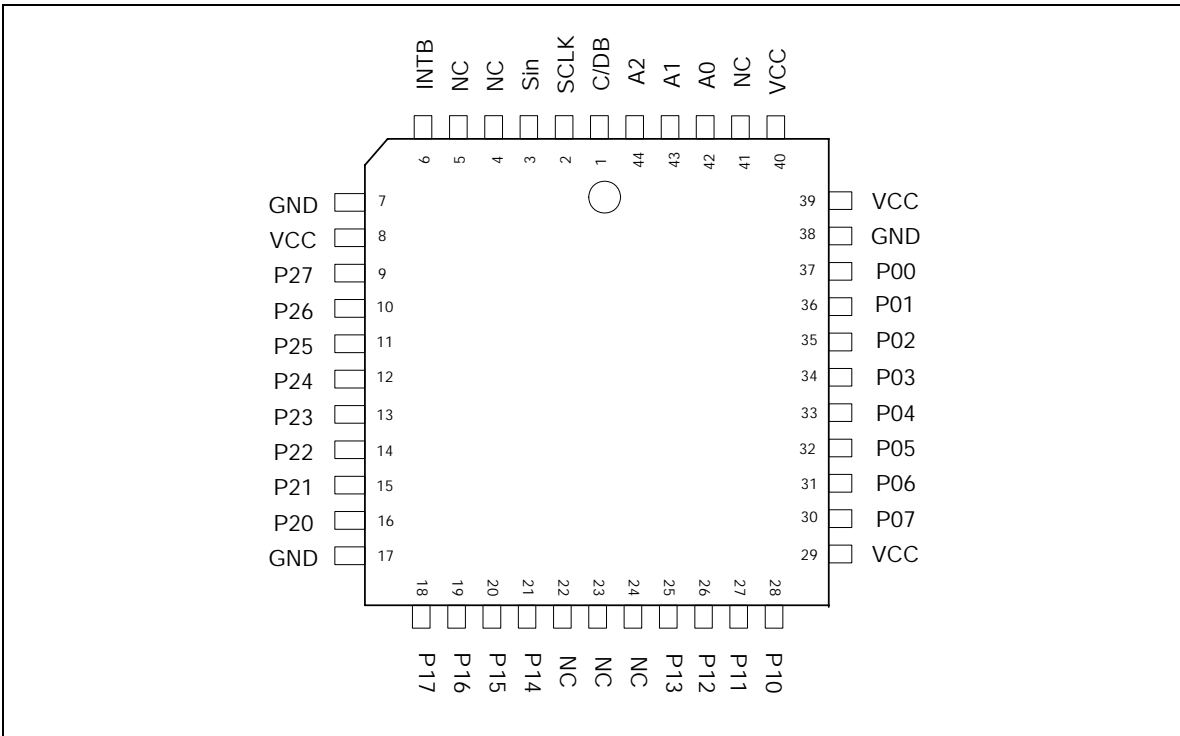 INTB NC NC Sin SCLK C/DB A2 A1 A0 NC VCC
6 5 4 3 2 1 44 43 42 41 40
GND 7 39 VCC
VCC 8 38 GND
P27 9 37 P00
P26 10 36 P01
P25 11 35 P02
P24 12 34 P03
P23 13 33 P04
P22 14 32 P05
P21 15 31 P06
P20 16 30 P07
GND 17 29 VCC
18 19 20 21 22 23 24 25 26 27 28
P17 P16 P15 P14 NC NC NC P13 P12 P11 P10